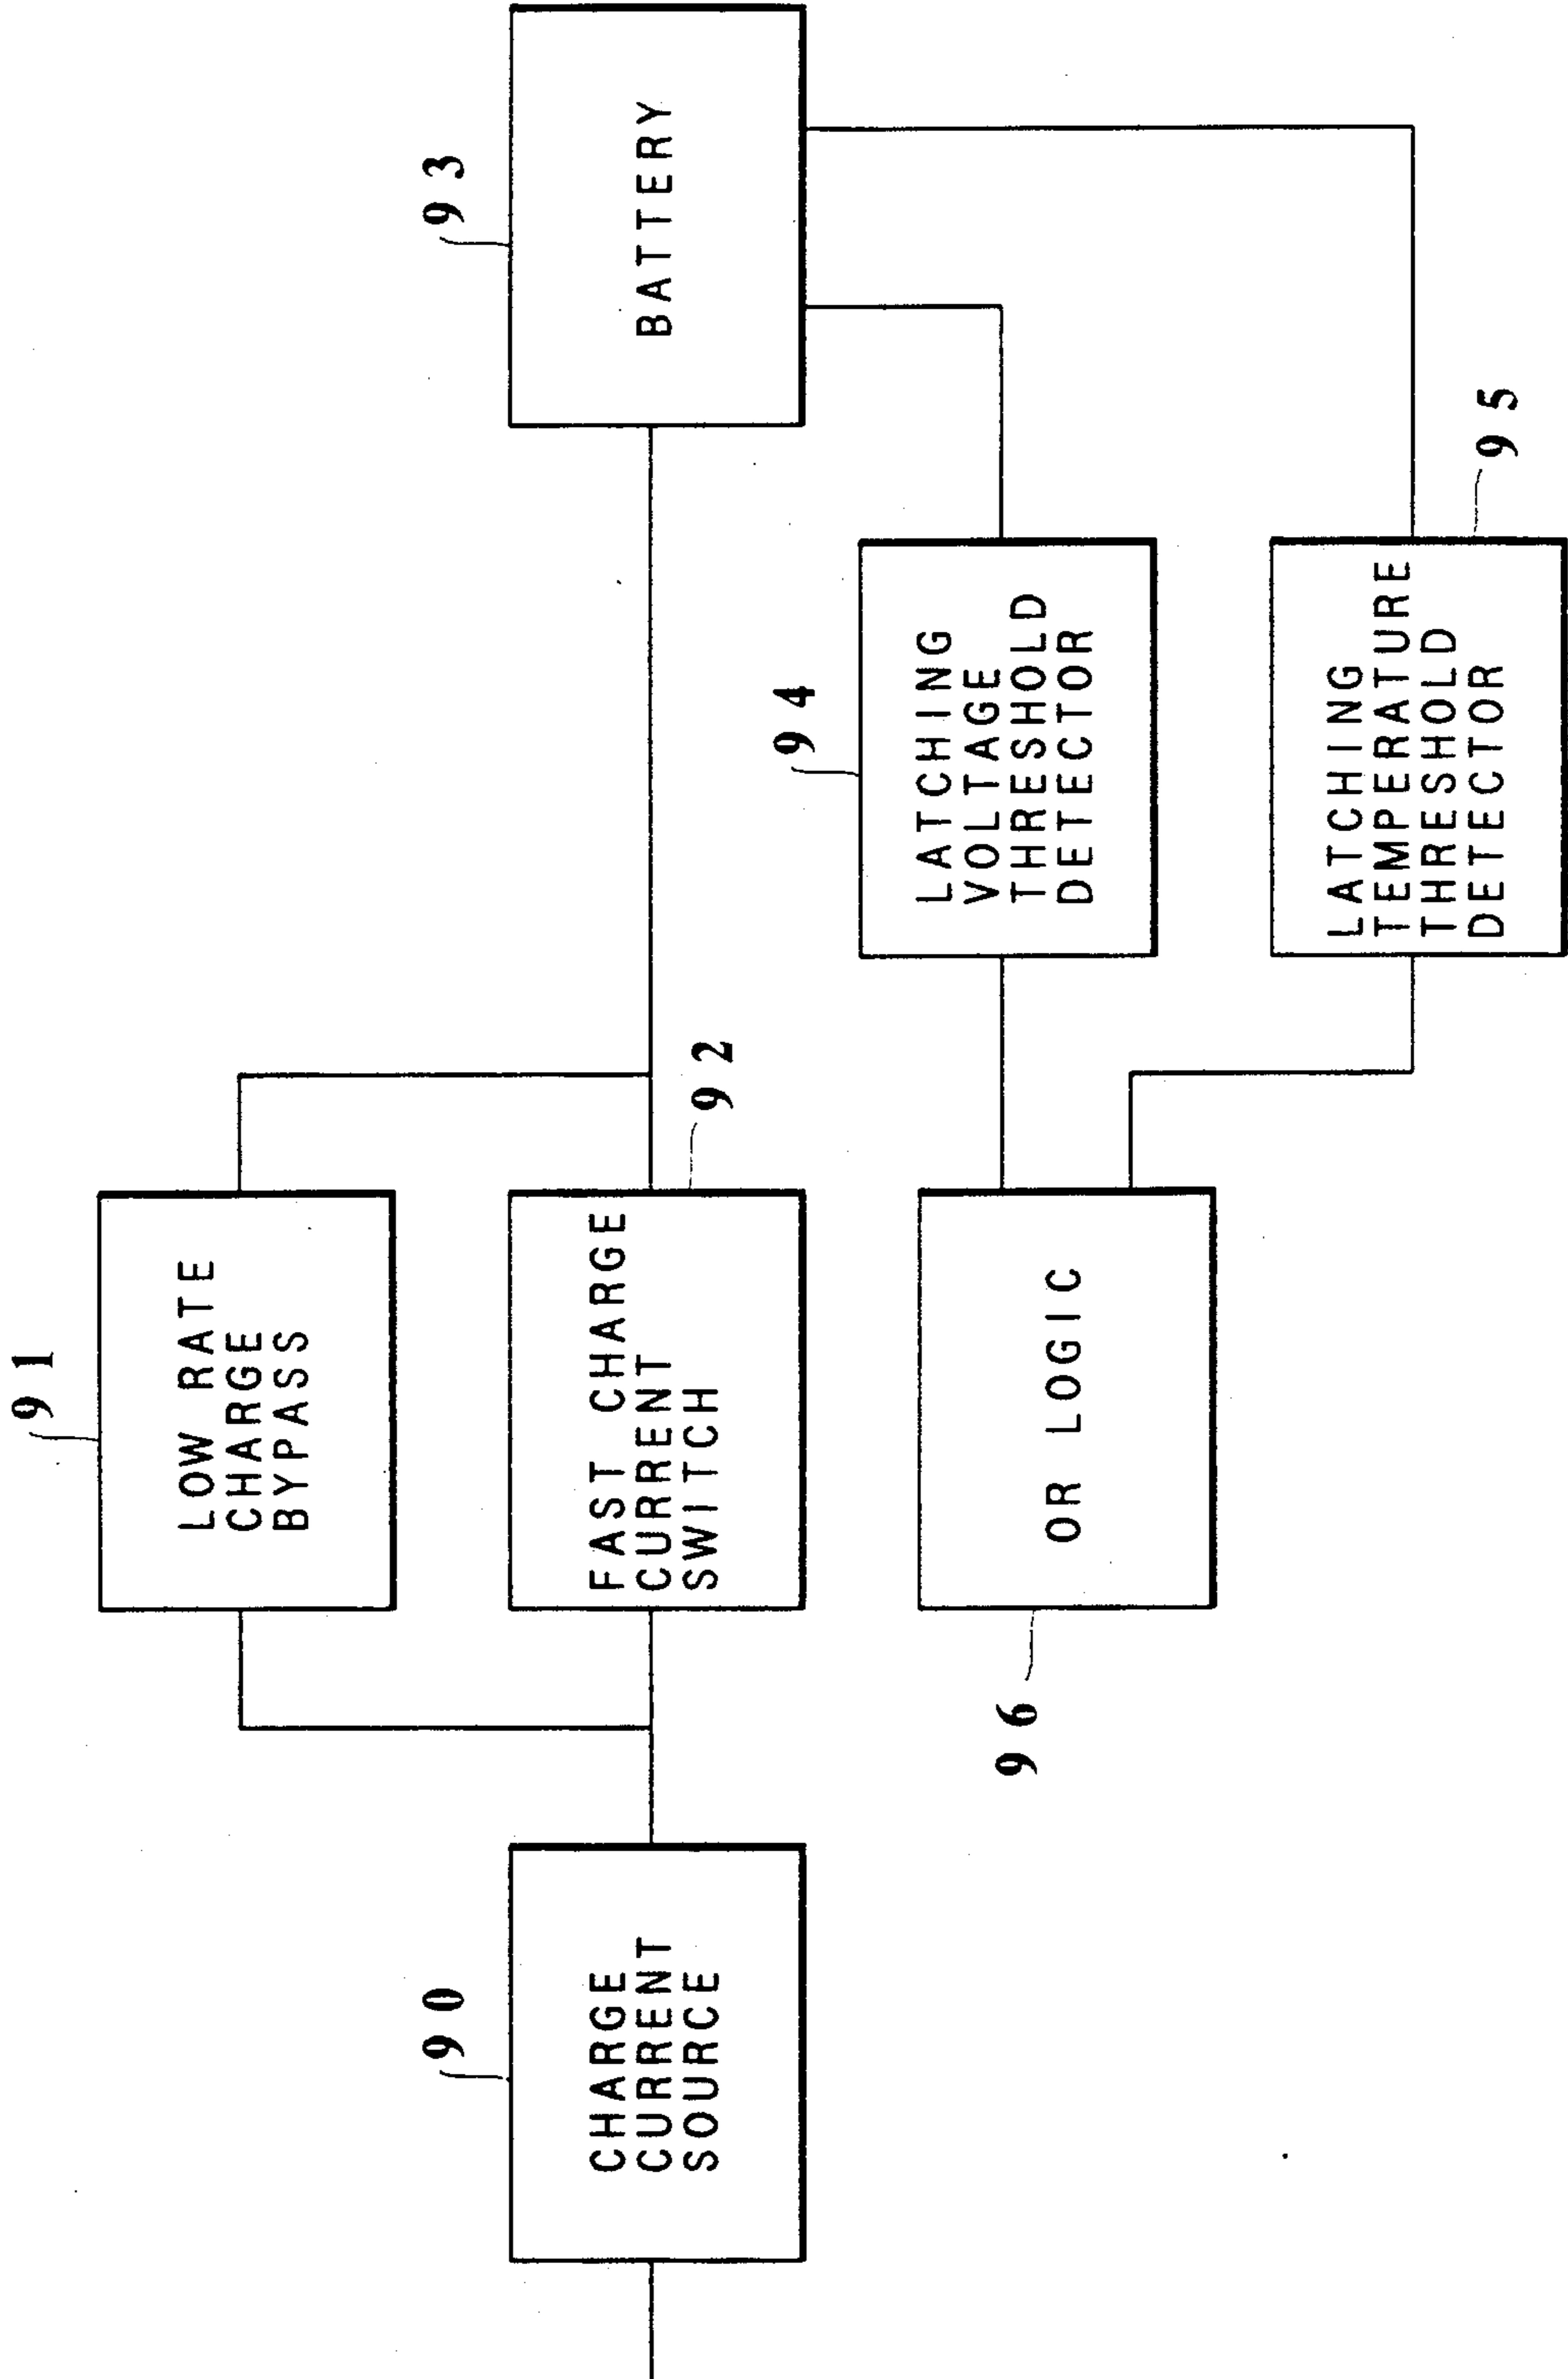 91
LOW RATE
CHARGE
BYPASS
90
CHARGE
CURRENT
SOURCE
FAST CHARGE
CURRENT
SWITCH
92
93
BATTERY
94
LATCHING
VOLTAGE
THRESHOLD
DETECTOR
96
OR LOGIC
LATCHING
TEMPERATURE
THRESHOLD
DETECTOR
95